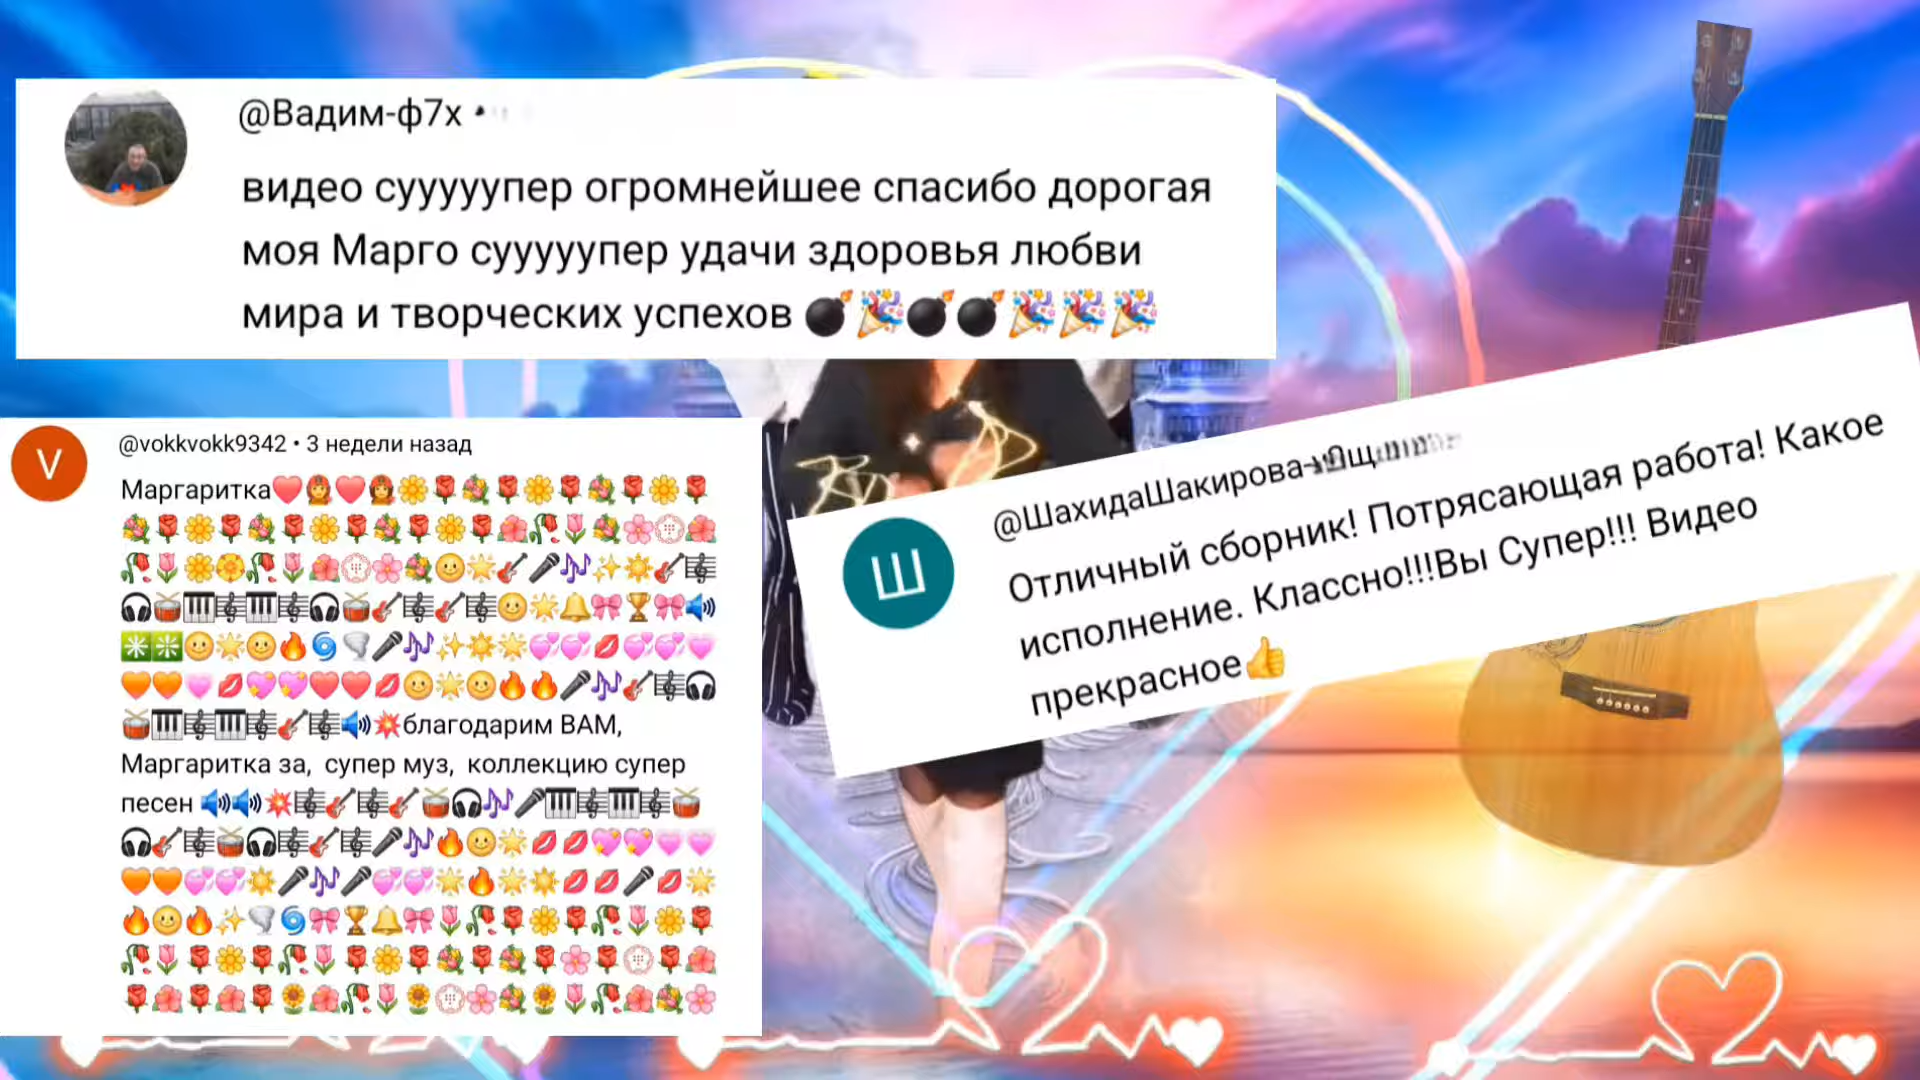 @Вадим-ф7х •
видео сууууупер огромнейшее спасибо дорогая
моя Марго сууууупер удачи здоровья любви
мира и творческих успехов 💣🎉💣💣🎉🎉🎉
V
@vokkvokk9342 • 3 недели назад
Маргаритка
благодарим ВАМ,
Маргаритка за, супер муз, коллекцию супер
песен
Ш
@ШахидаШакирова
Отличный сборник! Потрясающая работа! Какое
исполнение. Классно!!!Вы Супер!!! Видео
прекрасное👍